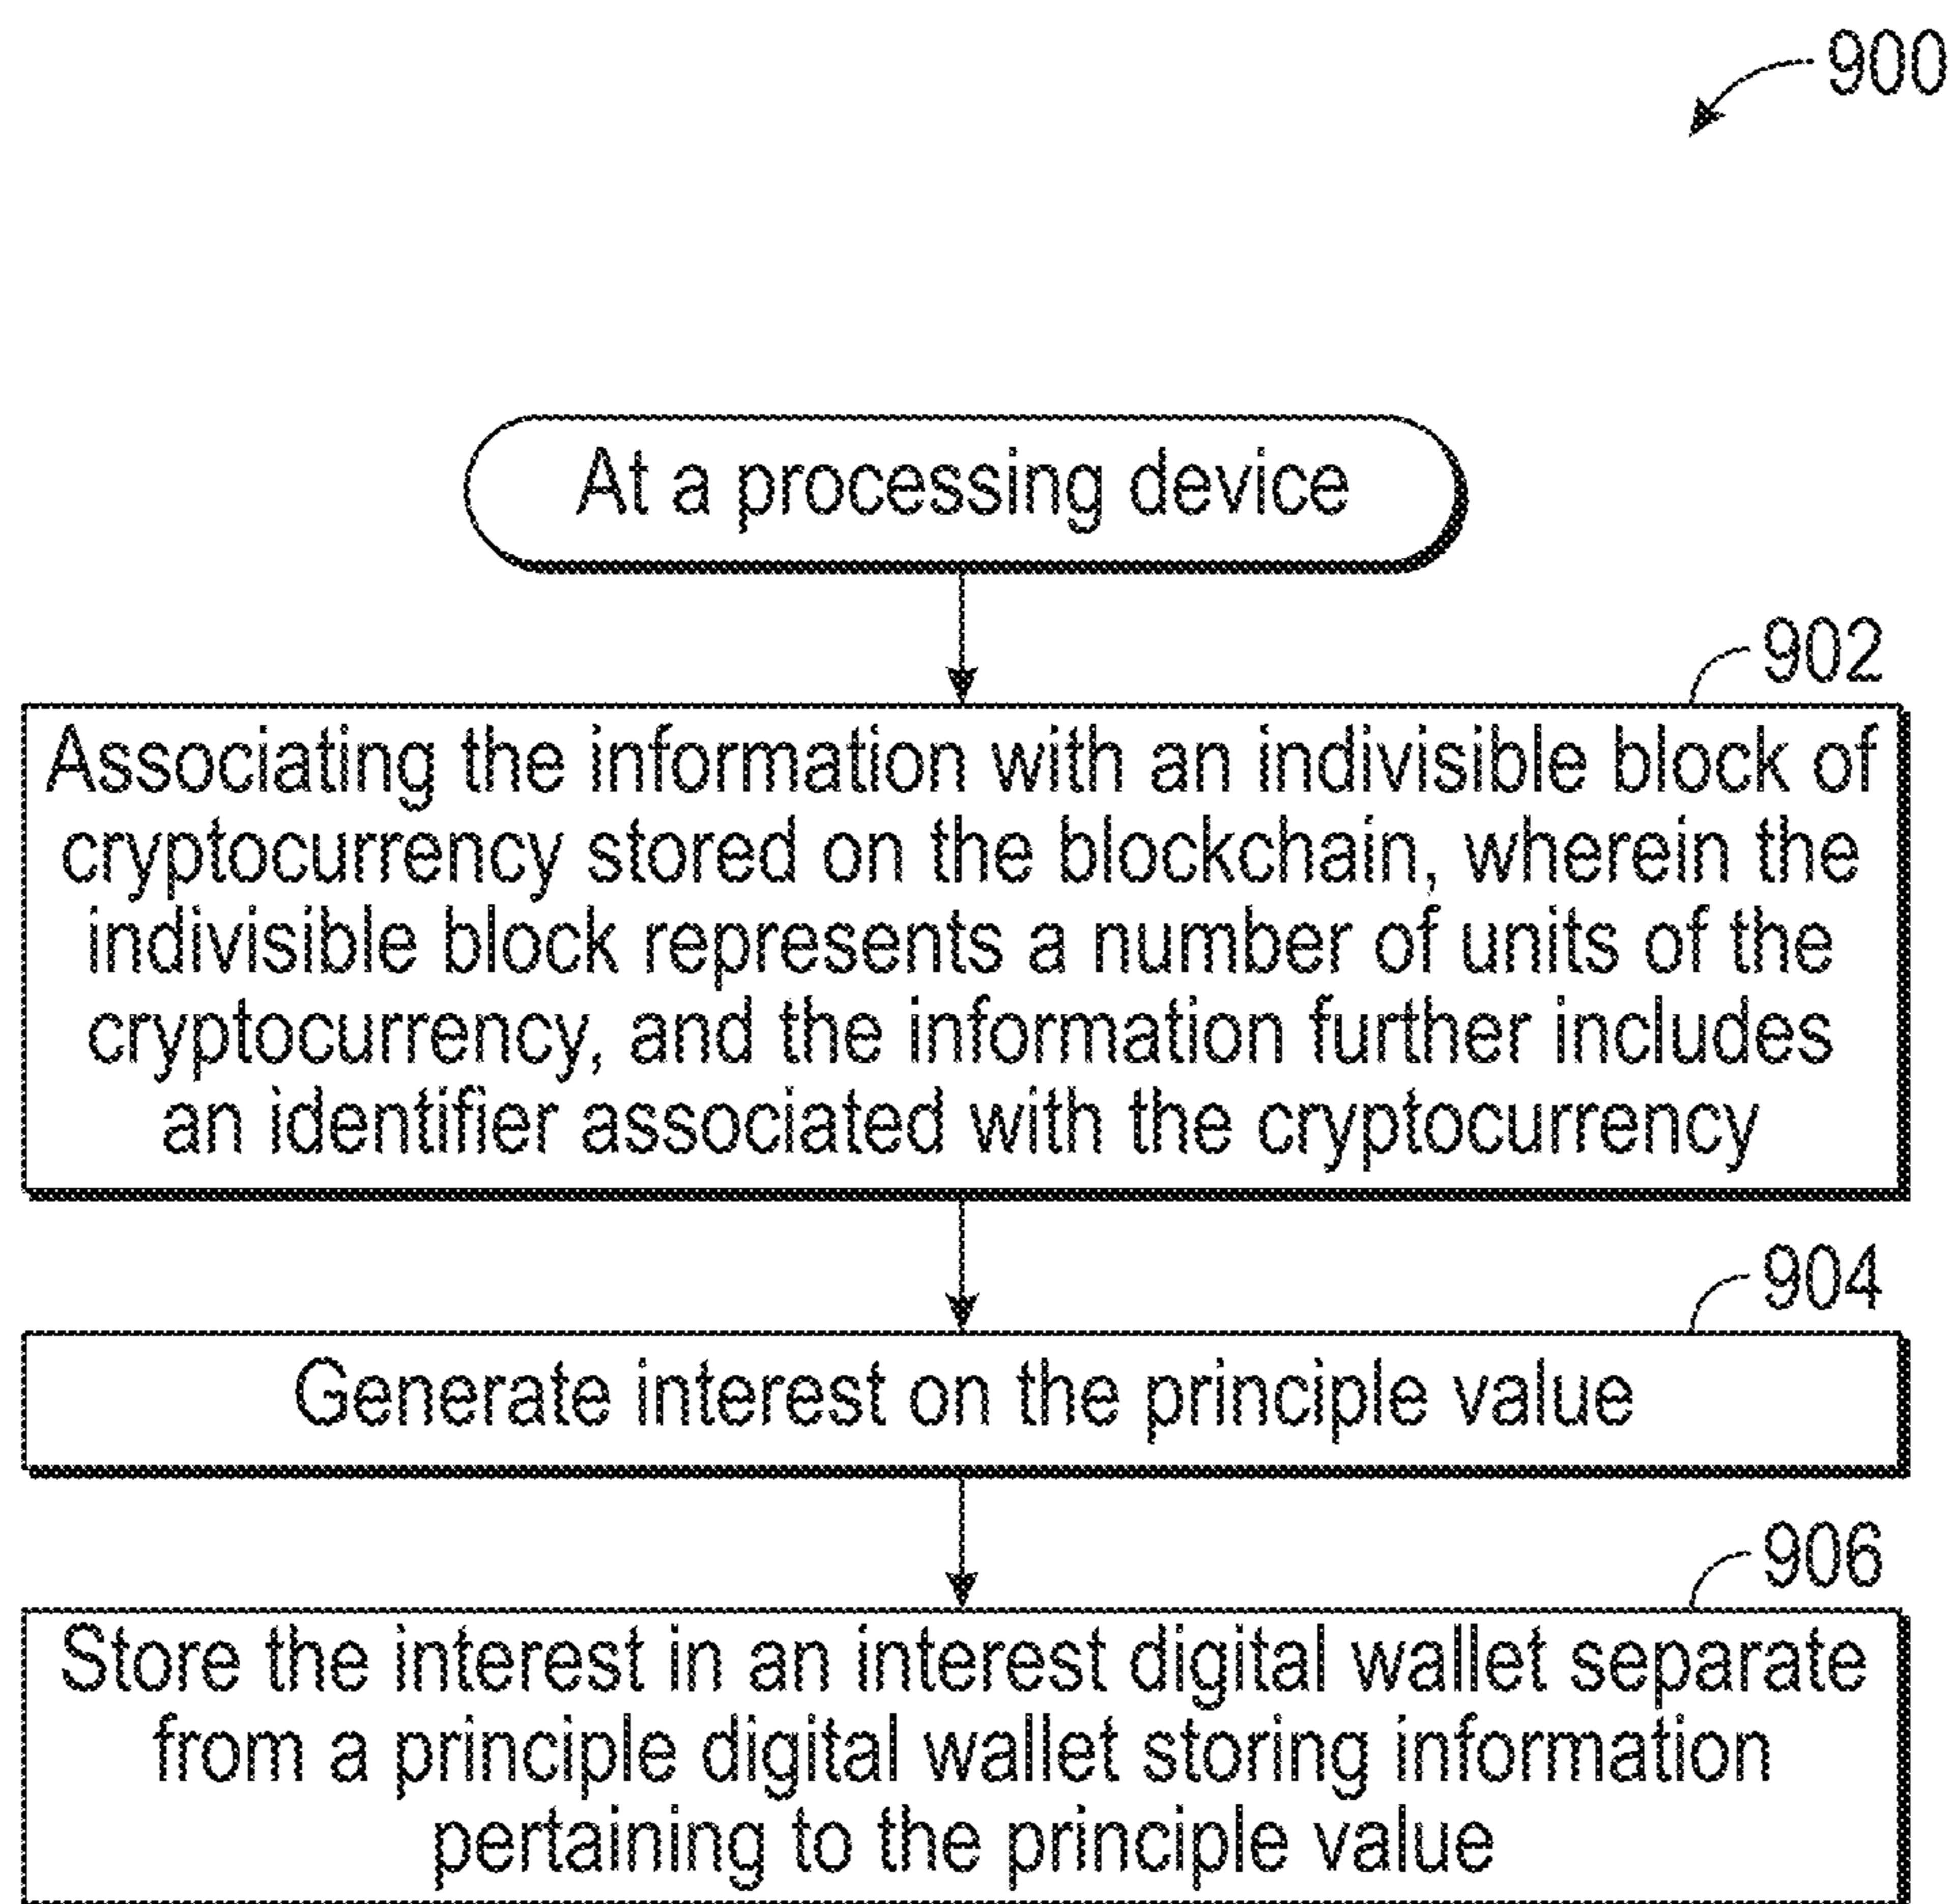 900
At a processing device
902
Associating the information with an indivisible block of
cryptocurrency stored on the blockchain, wherein the
indivisible block represents a number of units of the
cryptocurrency, and the information further includes
an identifier associated with the cryptocurrency
904
Generate interest on the principle value
906
Store the interest in an interest digital wallet separate
from a principle digital wallet storing information
pertaining to the principle value